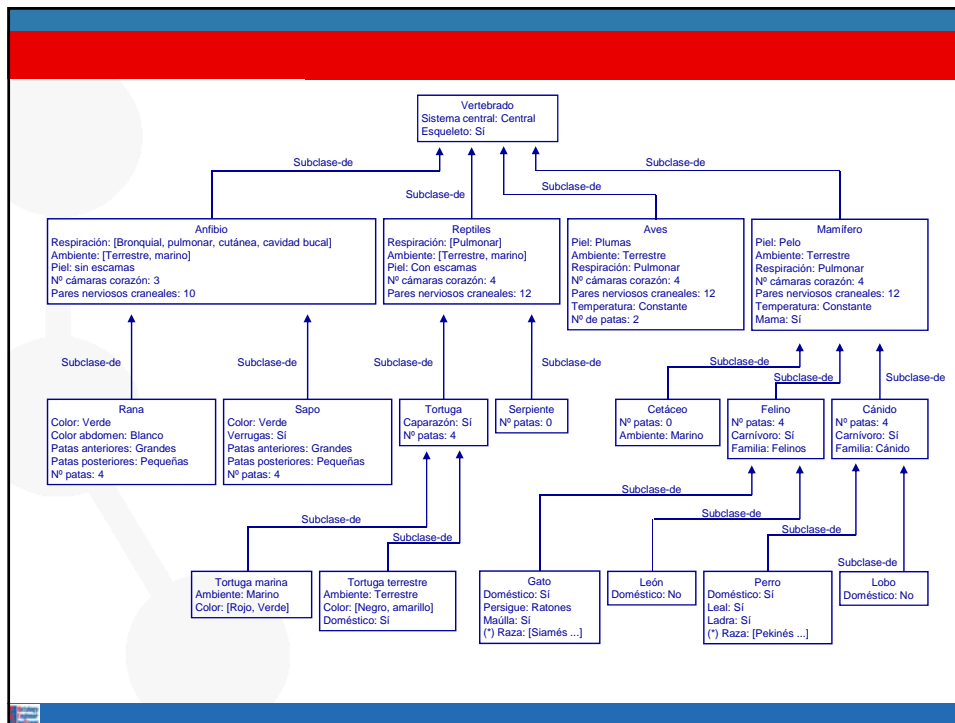 Vertebrado
Sistema central: Central
Esqueleto: Sí
Subclase-de
Subclase-de
Subclase-de
Subclase-de
Anfibio
Respiración: [Bronquial, pulmonar, cutánea, cavidad bucal]
Ambiente: [Terrestre, marino]
Piel: sin escamas
Nº cámaras corazón: 3
Pares nerviosos craneales: 10
Reptiles
Respiración: [Pulmonar]
Ambiente: [Terrestre, marino]
Piel: Con escamas
Nº cámaras corazón: 4
Pares nerviosos craneales: 12
Aves
Piel: Plumas
Ambiente: Terrestre
Respiración: Pulmonar
Nº cámaras corazón: 4
Pares nerviosos craneales: 12
Temperatura: Constante
Nº de patas: 2
Mamífero
Piel: Pelo
Ambiente: Terrestre
Respiración: Pulmonar
Nº cámaras corazón: 4
Pares nerviosos craneales: 12
Temperatura: Constante
Mama: Sí
Subclase-de
Subclase-de
Subclase-de
Subclase-de
Subclase-de
Subclase-de
Subclase-de
Rana
Color: Verde
Color abdomen: Blanco
Patas anteriores: Grandes
Patas posteriores: Pequeñas
Nº patas: 4
Sapo
Color: Verde
Verrugas: Sí
Patas anteriores: Grandes
Patas posteriores: Pequeñas
Nº patas: 4
Tortuga
Caparazón: Sí
Nº patas: 4
Serpiente
Nº patas: 0
Cetáceo
Nº patas: 0
Ambiente: Marino
Felino
Nº patas: 4
Carnívoro: Sí
Familia: Felinos
Cánido
Nº patas: 4
Carnívoro: Sí
Familia: Cánido
Subclase-de
Subclase-de
Subclase-de
Subclase-de
Subclase-de
Subclase-de
Tortuga marina
Ambiente: Marino
Color: [Rojo, Verde]
Tortuga terrestre
Ambiente: Terrestre
Color: [Negro, amarillo]
Doméstico: Sí
Gato
Doméstico: Sí
Persigue: Ratones
Maúlla: Sí
(*) Raza: [Siamés ...]
León
Doméstico: No
Perro
Doméstico: Sí
Leal: Sí
Ladra: Sí
(*) Raza: [Pekinés ...]
Lobo
Doméstico: No